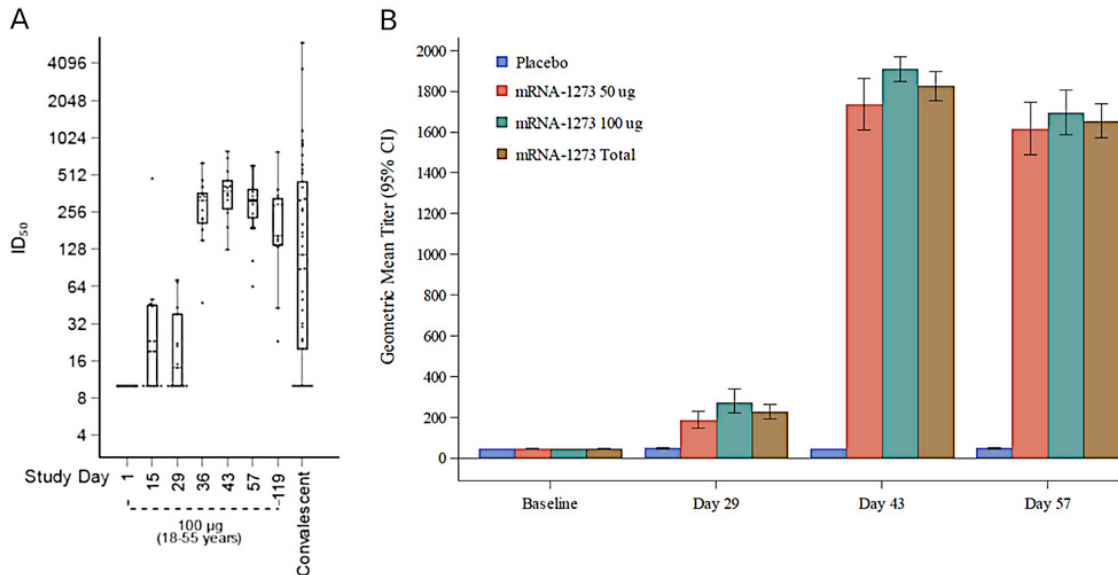 A
ID50
4096
2048
1024
512
256
128
64
32
16
8
4
Study Day 1 15 29 36 43 57 119 Convalescent
100 µg
(18-55 years)
B
Geometric Mean Titer (95% CI)
2000
1800
1600
1400
1200
1000
800
600
400
200
0
Placebo
mRNA-1273 50 ug
mRNA-1273 100 ug
mRNA-1273 Total
Baseline Day 29 Day 43 Day 57